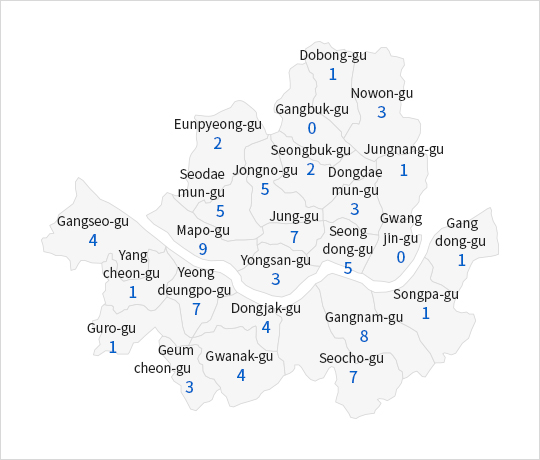 Dobong-gu
1
Nowon-gu
3
Gangbuk-gu
0
Eunpyeong-gu
2
Seongbuk-gu
2
Jungnang-gu
1
Jongno-gu
5
Seodae
mun-gu
5
Dongdae
mun-gu
3
Jung-gu
7
Gwang
jin-gu
0
Gangseo-gu
4
Mapo-gu
9
Seong
dong-gu
5
Gang
dong-gu
1
Yang
cheon-gu
1
Yeong
deungpo-gu
7
Yongsan-gu
3
Songpa-gu
1
Dongjak-gu
4
Gangnam-gu
8
Guro-gu
1
Geum
cheon-gu
3
Gwanak-gu
4
Seocho-gu
7